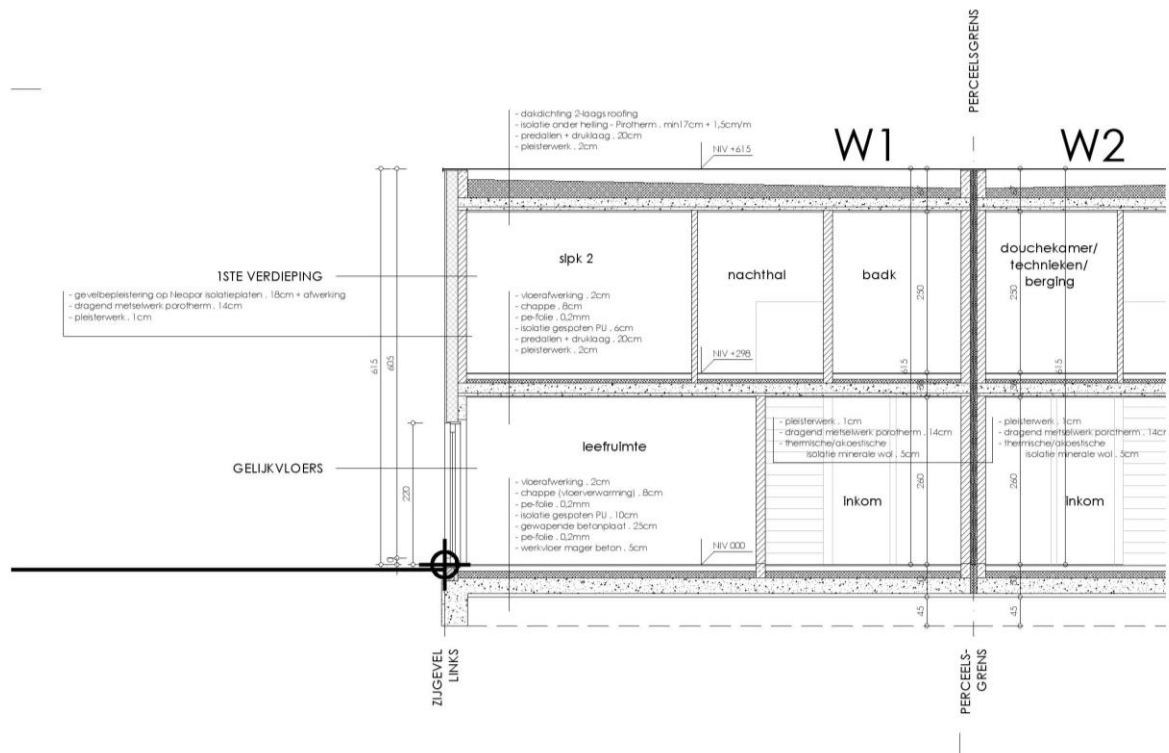 PERCEELSGRENS
- dakdichting 2-laags roofing
- isolatie onder helling - Pirotherm . min17cm + 1,5cm/m
- predallen + druklaag . 20cm
- pleisterwerk . 2cm
NIV +615
W1
W2
1STE VERDIEPING
- gevelbepleistering op Neopor isolatieplaten . 18cm + afwerking
- dragend metselwerk porotherm . 14cm
- pleisterwerk . 1cm
slpk 2
nachthal
badk
douchekamer/
technieken/
berging
- vloerafwerking . 2cm
- chappe . 8cm
- pe-folie . 0,2mm
- isolatie gespoten PU . 6cm
- predallen + druklaag . 20cm
- pleisterwerk . 2cm
NIV +298
250
250
615
605
615
615
GELIJKVLOERS
220
leefruimte
- vloerafwerking . 2cm
- chappe (vloerverwarming) . 8cm
- pe-folie . 0,2mm
- isolatie gespoten PU . 10cm
- gewapende betonplaat . 25cm
- pe-folie . 0,2mm
- werkvloer mager beton . 5cm
NIV 000
- pleisterwerk . 1cm
- dragend metselwerk porotherm . 14cm
- thermische/akoestische
isolatie minerale wol . 5cm
- pleisterwerk . 1cm
- dragend metselwerk porotherm . 14cm
- thermische/akoestische
isolatie minerale wol . 5cm
inkom
inkom
260
260
45
45
ZIJGEVEL
LINKS
PERCEELS-
GRENS